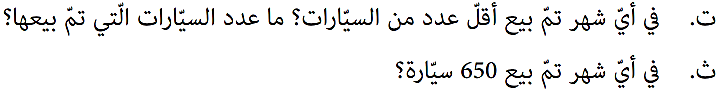 ت. في أيّ شهر تمّ بيع أقلّ عدد من السيّارات؟ ما عدد السيّارات الّتي تمّ بيعها؟
ث. في أيّ شهر تمّ بيع 650 سيّارة؟